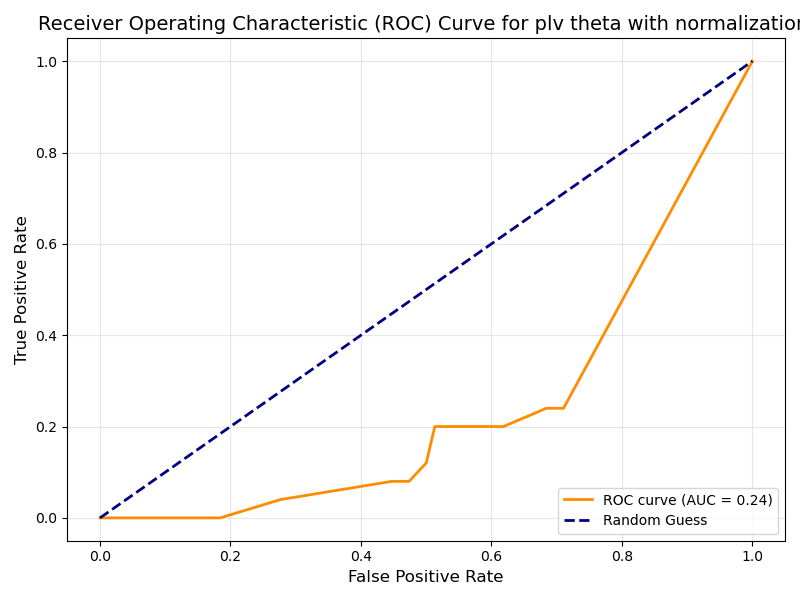 Receiver Operating Characteristic (ROC) Curve for plv theta with normalization
1.0
0.8
0.6
0.4
0.2
0.0
True Positive Rate
0.0 0.2 0.4 0.6 0.8 1.0
False Positive Rate
ROC curve (AUC = 0.24)
Random Guess